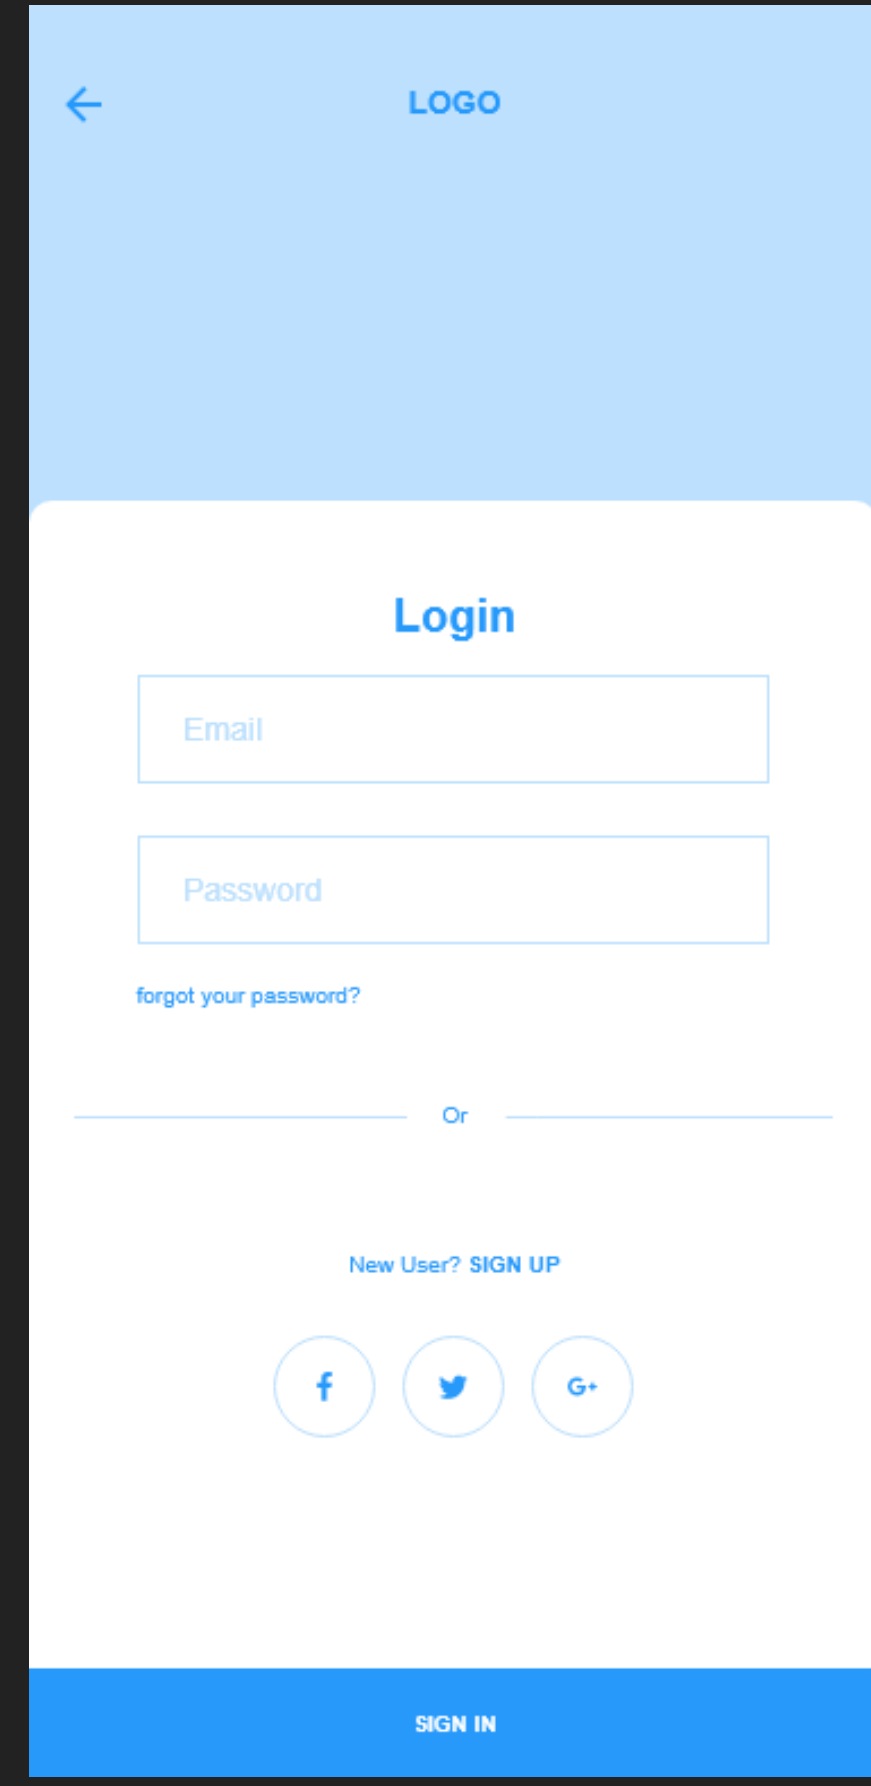 LOGO
Login
Email
Password
forgot your password?
Or
New User? SIGN UP
G+
SIGN IN